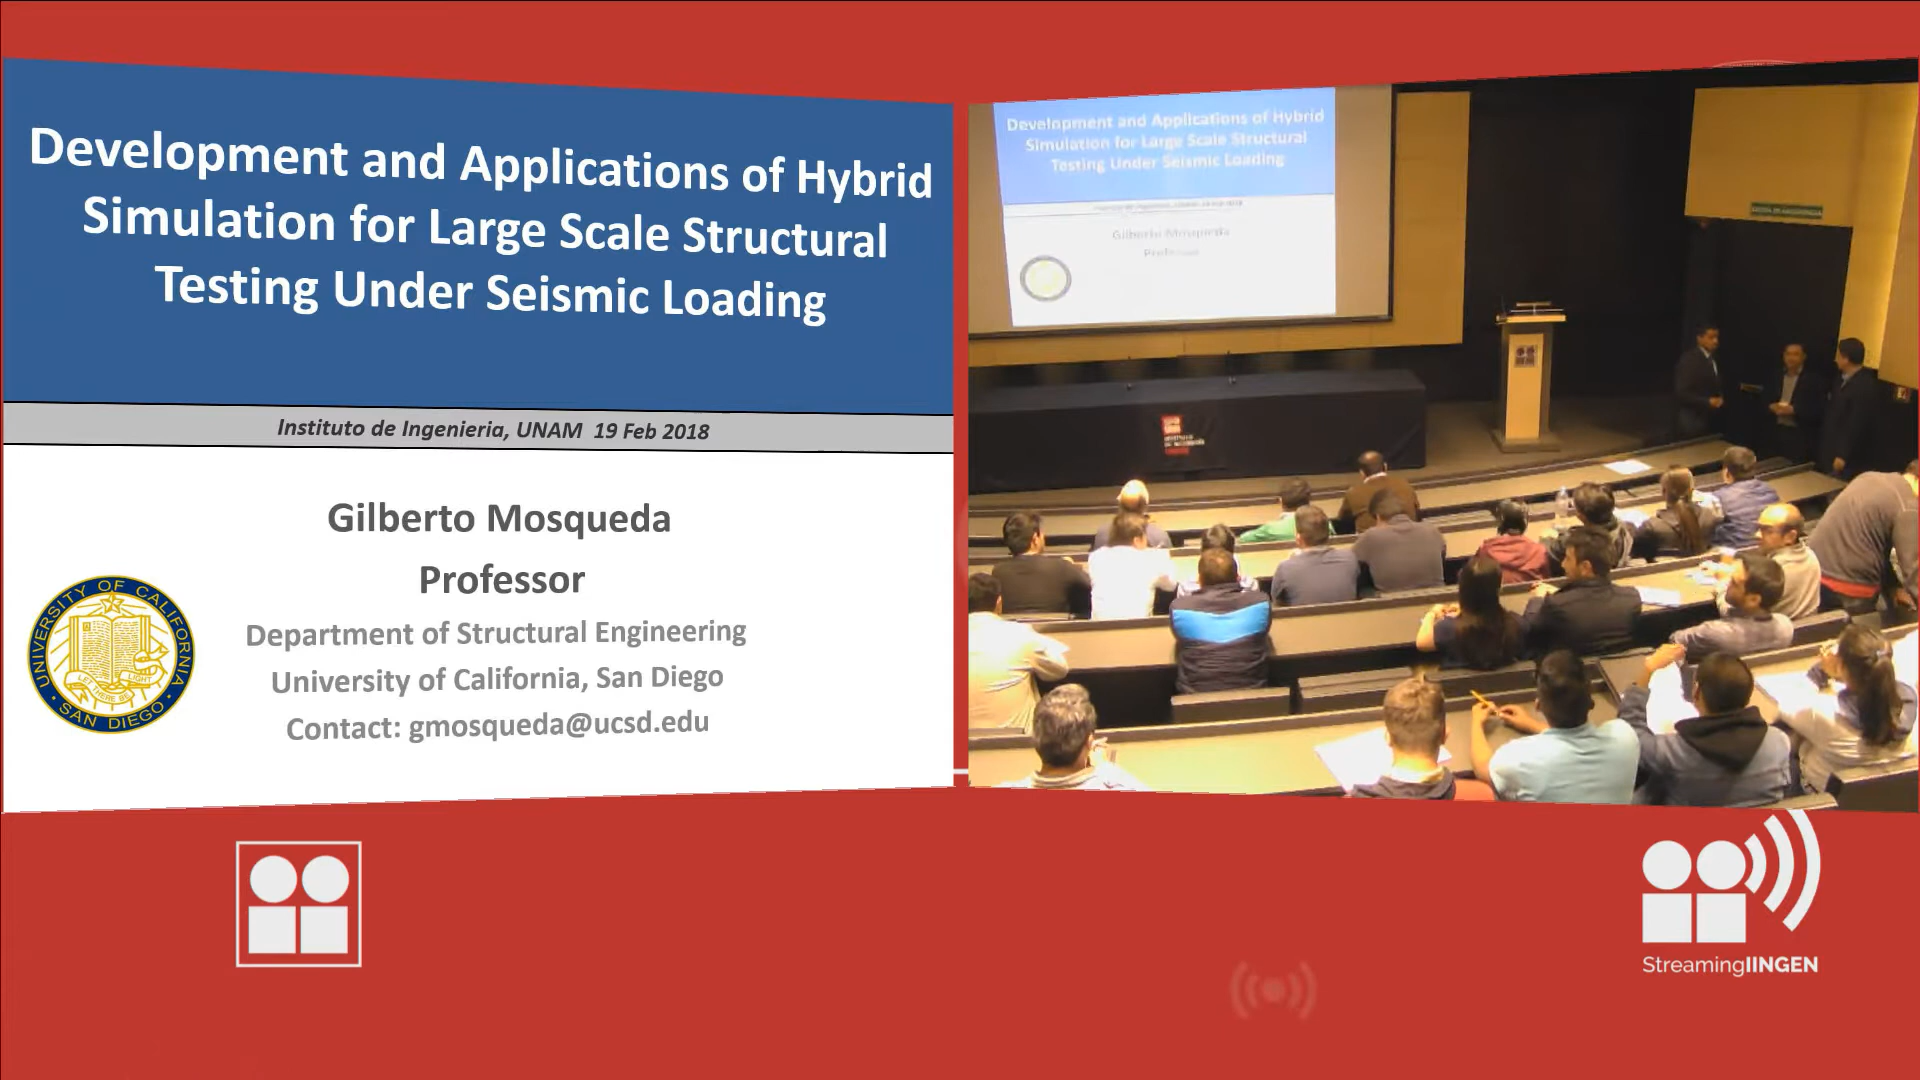 Development and Applications of Hybrid
Simulation for Large Scale Structural
Testing Under Seismic Loading
Instituto de Ingenieria, UNAM 19 Feb 2018
Gilberto Mosqueda
Professor
Department of Structural Engineering
University of California, San Diego
Contact: gmosqueda@ucsd.edu
UNIVERSITY OF CALIFORNIA
SAN DIEGO
LET THERE BE LIGHT
Development and Applications of Hybrid
Simulation for Large Scale Structural
Testing Under Seismic Loading
Gilberto Mosqueda
Professor
StreamingIINGEN